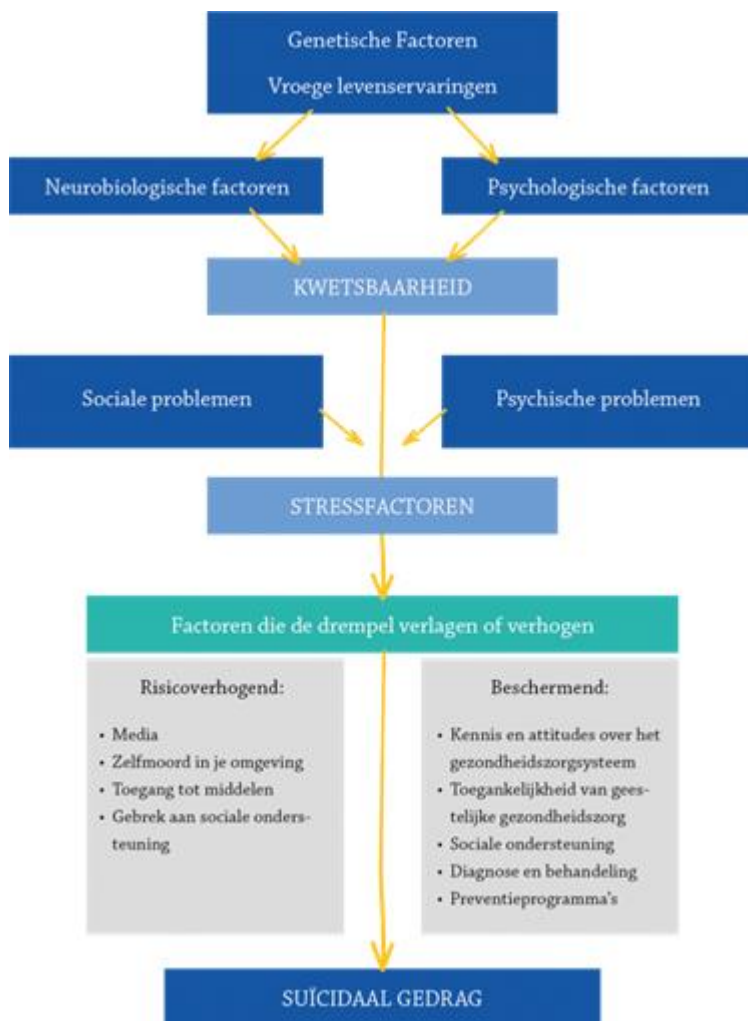 Genetische Factoren
Vroege levenservaringen
Neurobiologische factoren
Psychologische factoren
KWETSBAARHEID
Sociale problemen
Psychische problemen
STRESSFACTOREN
Factoren die de drempel verlagen of verhogen
Risicoverhogend:
• Media
• Zelfmoord in je omgeving
• Toegang tot middelen
• Gebrek aan sociale onders-
teuning
Beschermend:
• Kennis en attitudes over het
gezondheidszorgsysteem
• Toegankelijkheid van gees-
telijke gezondheidszorg
• Sociale ondersteuning
• Diagnose en behandeling
• Preventieprogramma's
SUÏCIDAAL GEDRAG